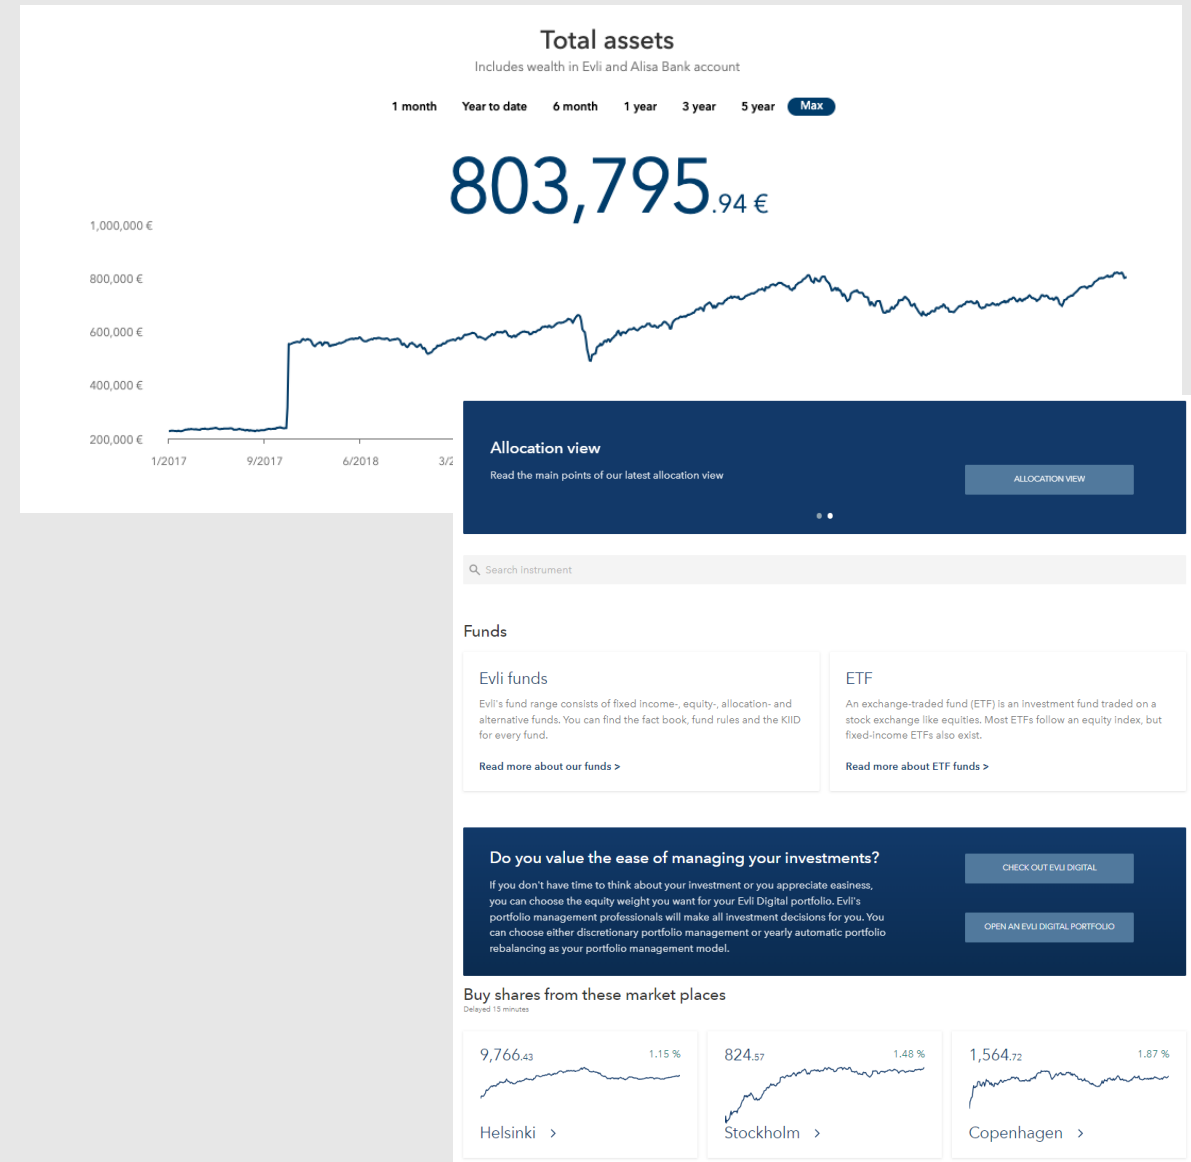 Total assets
Includes wealth in Evli and Alisa Bank account
1 month Year to date 6 month 1 year 3 year 5 year Max
803,795.94 €
1,000,000 €
800,000 €
600,000 €
400,000 €
200,000 €
1/2017 9/2017 6/2018
Allocation view
Read the main points of our latest allocation view
ALLOCATION VIEW
Search instrument
Funds
Evli funds
Evli's fund range consists of fixed income-, equity-, allocation- and
alternative funds. You can find the fact book, fund rules and the KIID
for every fund.
Read more about our funds >
ETF
An exchange-traded fund (ETF) is an investment fund traded on a
stock exchange like equities. Most ETFs follow an equity index, but
fixed-income ETFs also exist.
Read more about ETF funds >
Do you value the ease of managing your investments?
If you don't have time to think about your investment or you appreciate easiness,
you can choose the equity weight you want for your Evli Digital portfolio. Evli's
portfolio management professionals will make all investment decisions for you. You
can choose either discretionary portfolio management or yearly automatic portfolio
rebalancing as your portfolio management model.
CHECK OUT EVLI DIGITAL
OPEN AN EVLI DIGITAL PORTFOLIO
Buy shares from these market places
Delayed 15 minutes
9,766.43 1.15 %
Helsinki >
824.57 1.48 %
Stockholm >
1,564.72 1.87 %
Copenhagen >